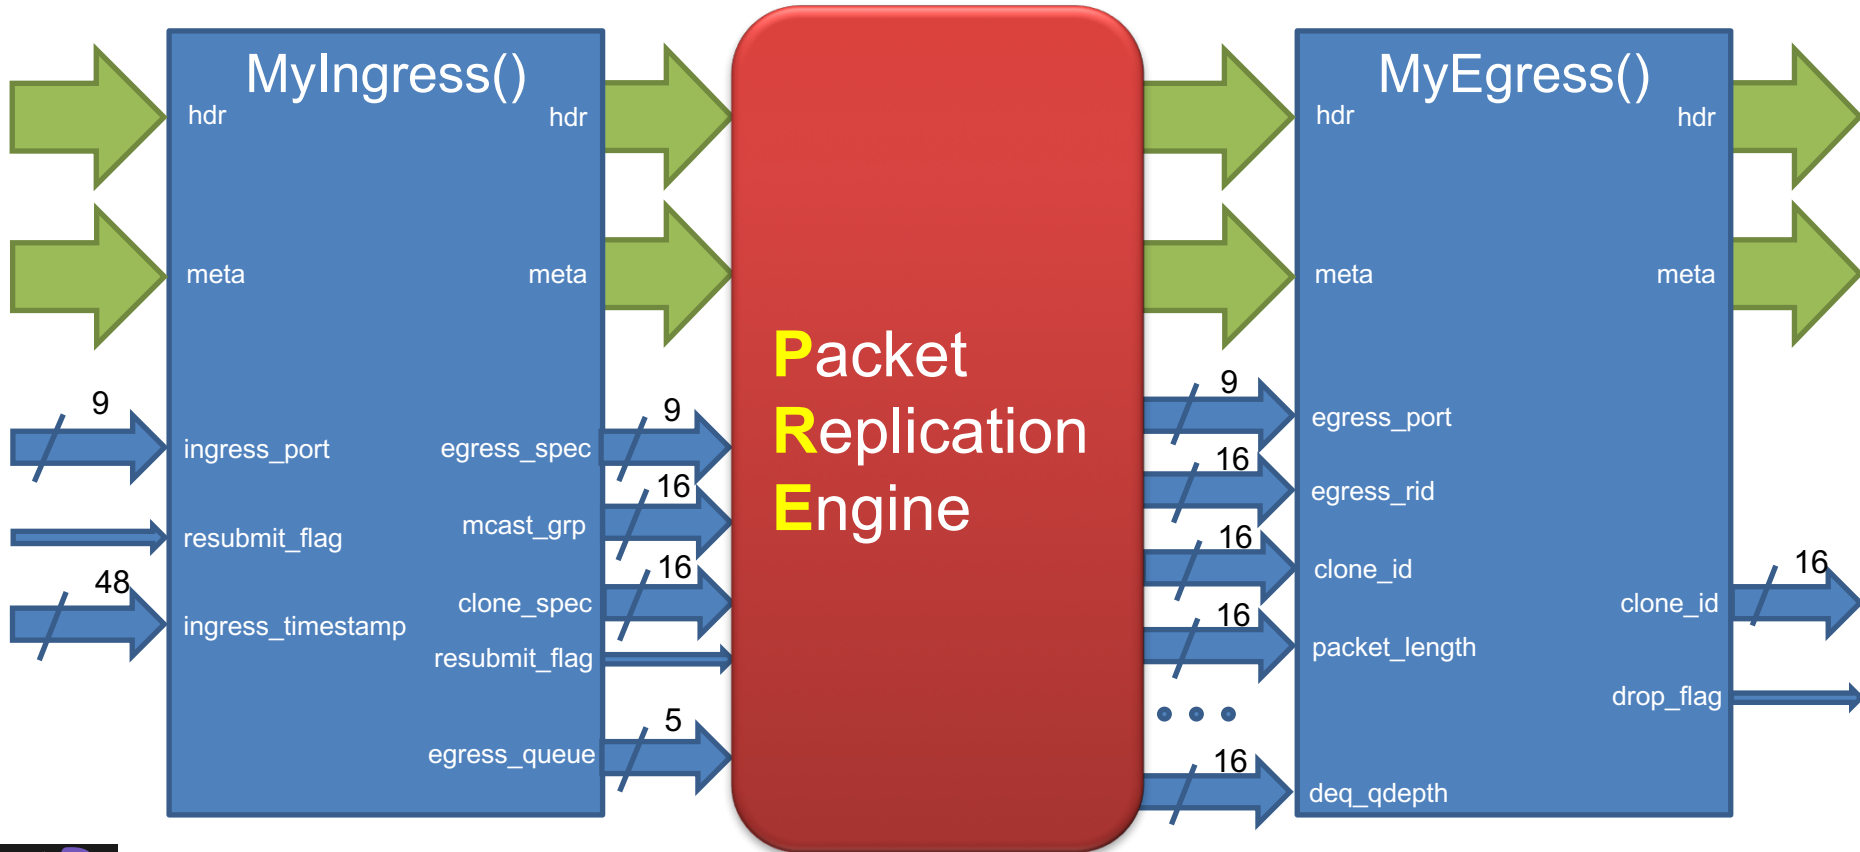 MyIngress()
hdr
hdr
meta
meta
9
ingress_port
resubmit_flag
48
ingress_timestamp
egress_spec
9
mcast_grp
16
clone_spec
16
resubmit_flag
egress_queue
5
Packet
Replication
Engine
MyEgress()
hdr
hdr
meta
meta
9
egress_port
16
egress_rid
16
clone_id
16
packet_length
16
deq_qdepth
clone_id
16
drop_flag